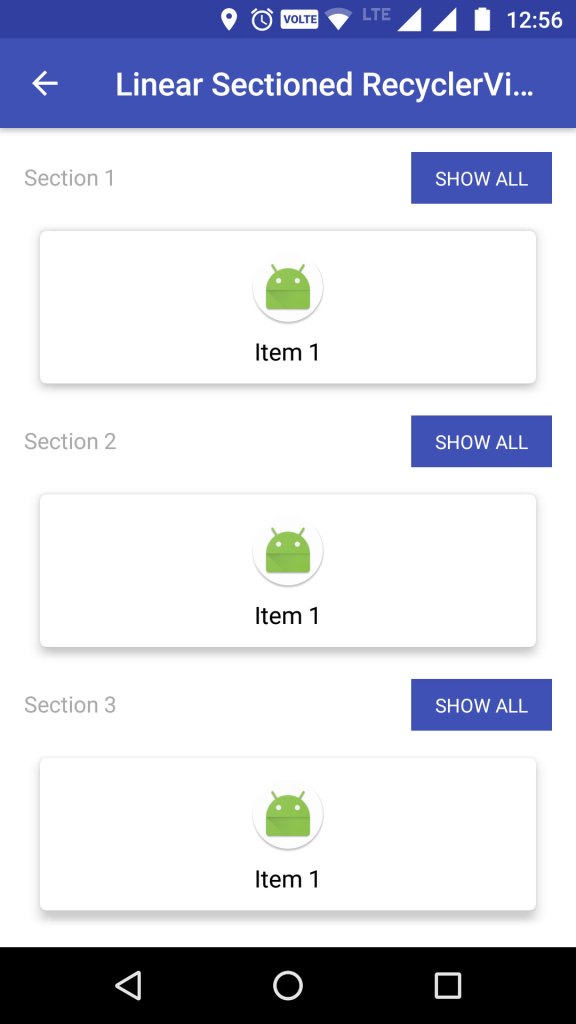 VOLTE LTE 12:56
Linear Sectioned RecyclerVi...
Section 1 SHOW ALL
Item 1
Section 2 SHOW ALL
Item 1
Section 3 SHOW ALL
Item 1